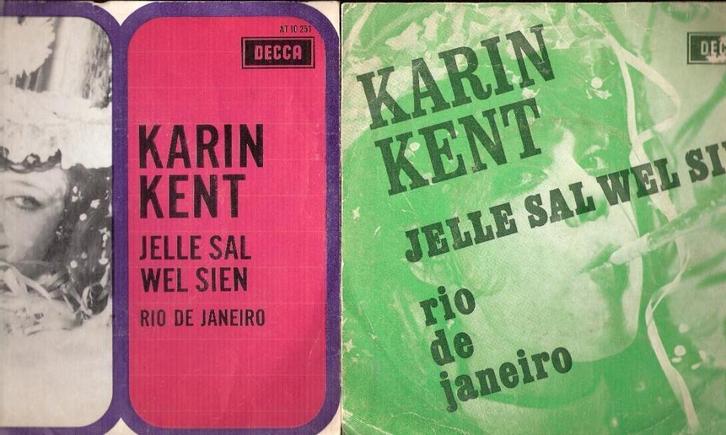 AT 10 251
DECCA
KARIN
KENT
JELLE SAL
WEL SIEN
RIO DE JANEIRO
KARIN
KENT
JELLE SAL WEL
rio
de
janeiro